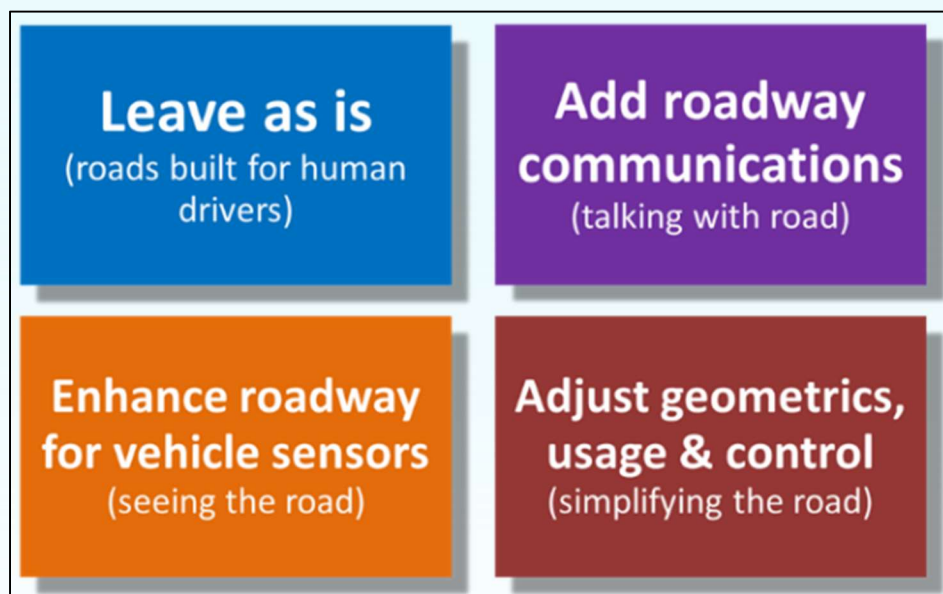 Leave as is
(roads built for human
drivers)
Add roadway
communications
(talking with road)
Enhance roadway
for vehicle sensors
(seeing the road)
Adjust geometrics,
usage & control
(simplifying the road)